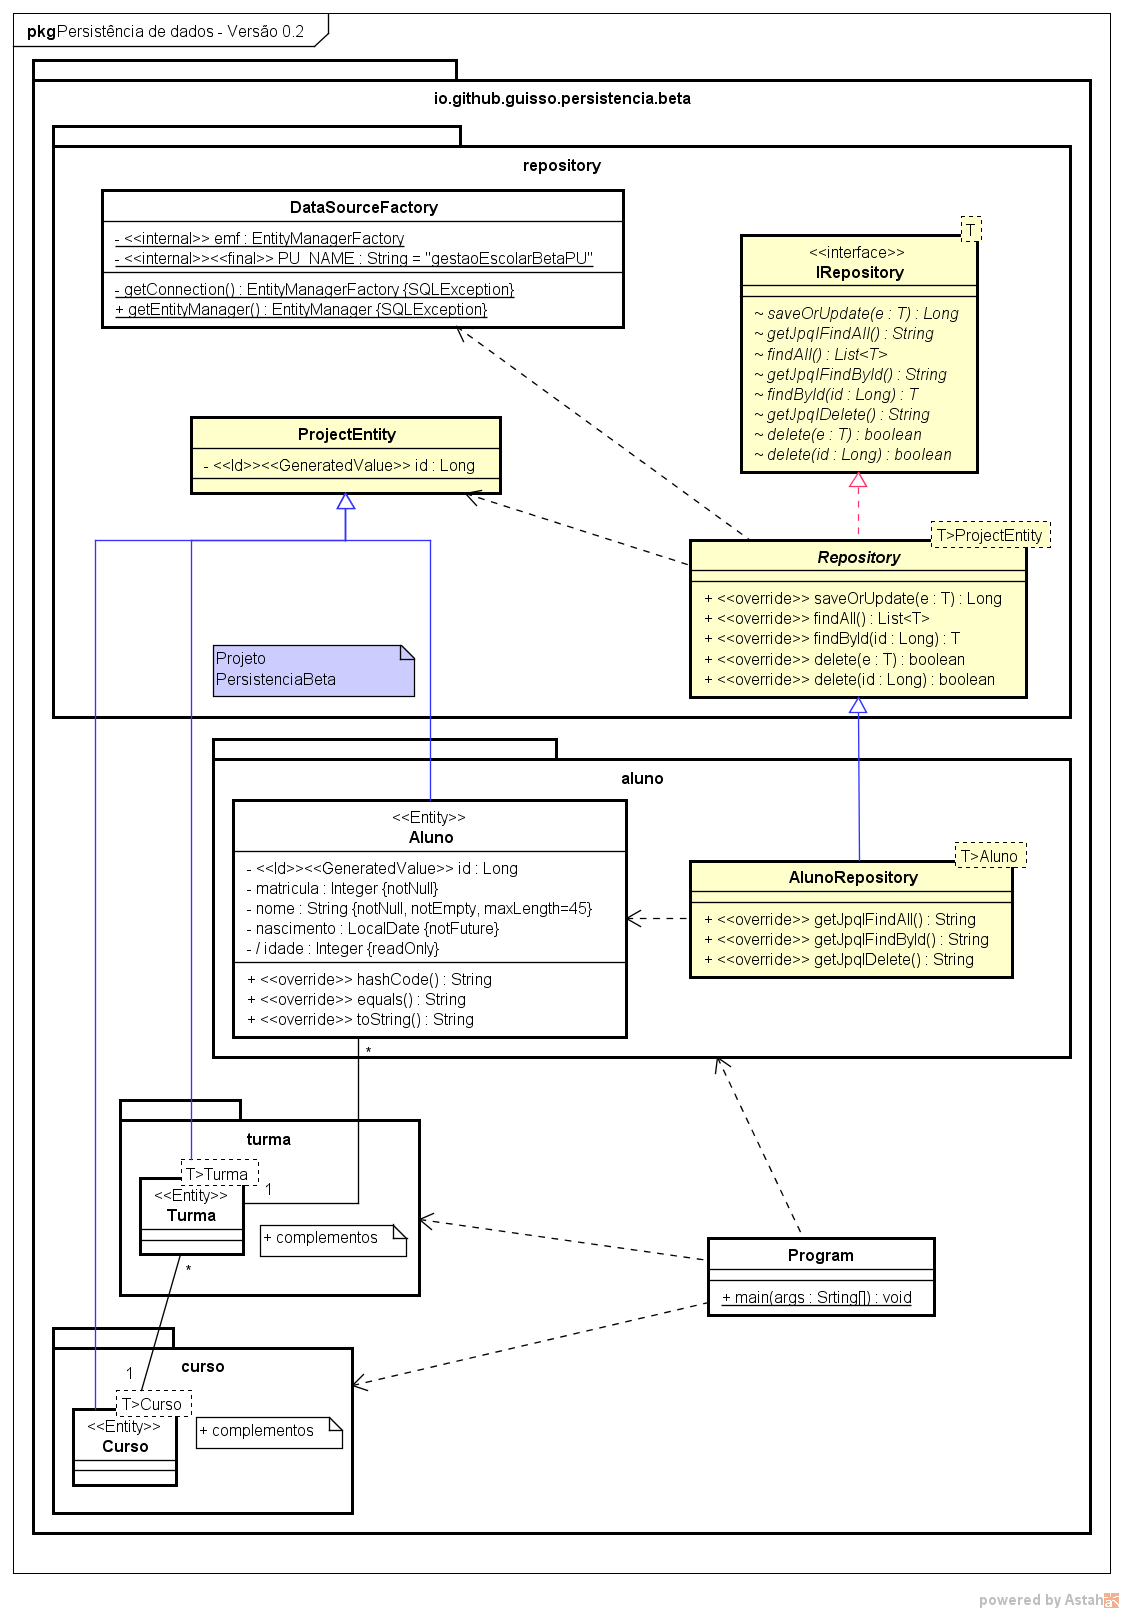 pkg Persistência de dados - Versão 0.2
io.github.guisso.persistencia.beta
repository
DataSourceFactory
- <<internal>> emf : EntityManagerFactory
- <<internal>><<final>> PU_NAME : String = "gestaoEscolarBetaPU"
- getConnection() : EntityManagerFactory {SQLException}
+ getEntityManager() : EntityManager {SQLException}
T
<<interface>>
IRepository
~ saveOrUpdate(e : T) : Long
~ getJpqlFindAll() : String
~ findAll() : List<T>
~ getJpqlFindById() : String
~ findById(id : Long) : T
~ getJpqlDelete() : String
~ delete(e : T) : boolean
~ delete(id : Long) : boolean
ProjectEntity
- <<Id>><<GeneratedValue>> id : Long
T>ProjectEntity
Repository
+ <<override>> saveOrUpdate(e : T) : Long
+ <<override>> findAll() : List<T>
+ <<override>> findById(id : Long) : T
+ <<override>> delete(e : T) : boolean
+ <<override>> delete(id : Long) : boolean
Projeto
PersistenciaBeta
aluno
<<Entity>>
Aluno
- <<Id>><<GeneratedValue>> id : Long
- matricula : Integer {notNull}
- nome : String {notNull, notEmpty, maxLength=45}
- nascimento : LocalDate {notFuture}
- / idade : Integer {readOnly}
+ <<override>> hashCode() : String
+ <<override>> equals() : String
+ <<override>> toString() : String
T>Aluno
AlunoRepository
+ <<override>> getJpqlFindAll() : String
+ <<override>> getJpqlFindById() : String
+ <<override>> getJpqlDelete() : String
*
turma
T>Turma
<<Entity>>
Turma
1
+ complementos
*
Program
+ main(args : Srting[]) : void
curso
1
T>Curso
<<Entity>>
Curso
+ complementos
powered by Astah